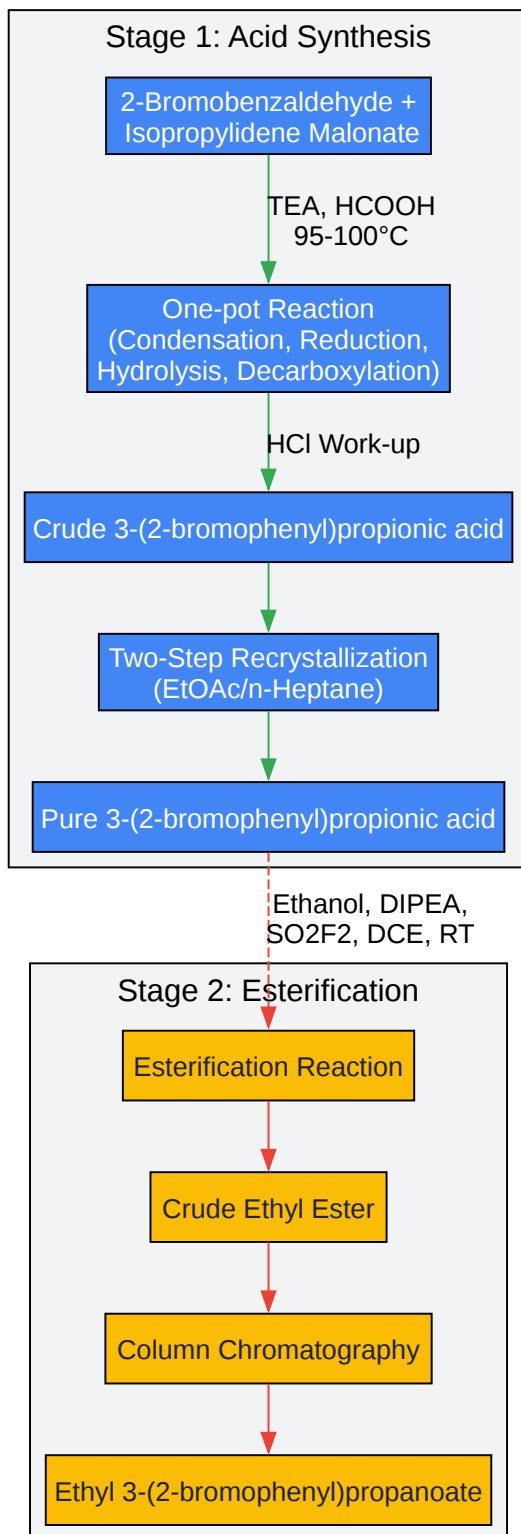 Stage 1: Acid Synthesis
2-Bromobenzaldehyde +
Isopropylidene Malonate
TEA, HCOOH
95-100°C
One-pot Reaction
(Condensation, Reduction,
Hydrolysis, Decarboxylation)
HCl Work-up
Crude 3-(2-bromophenyl)propionic acid
Two-Step Recrystallization
(EtOAc/n-Heptane)
Pure 3-(2-bromophenyl)propionic acid
Ethanol, DIPEA,
SO2F2, DCE, RT
Stage 2: Esterification
Esterification Reaction
Crude Ethyl Ester
Column Chromatography
Ethyl 3-(2-bromophenyl)propanoate